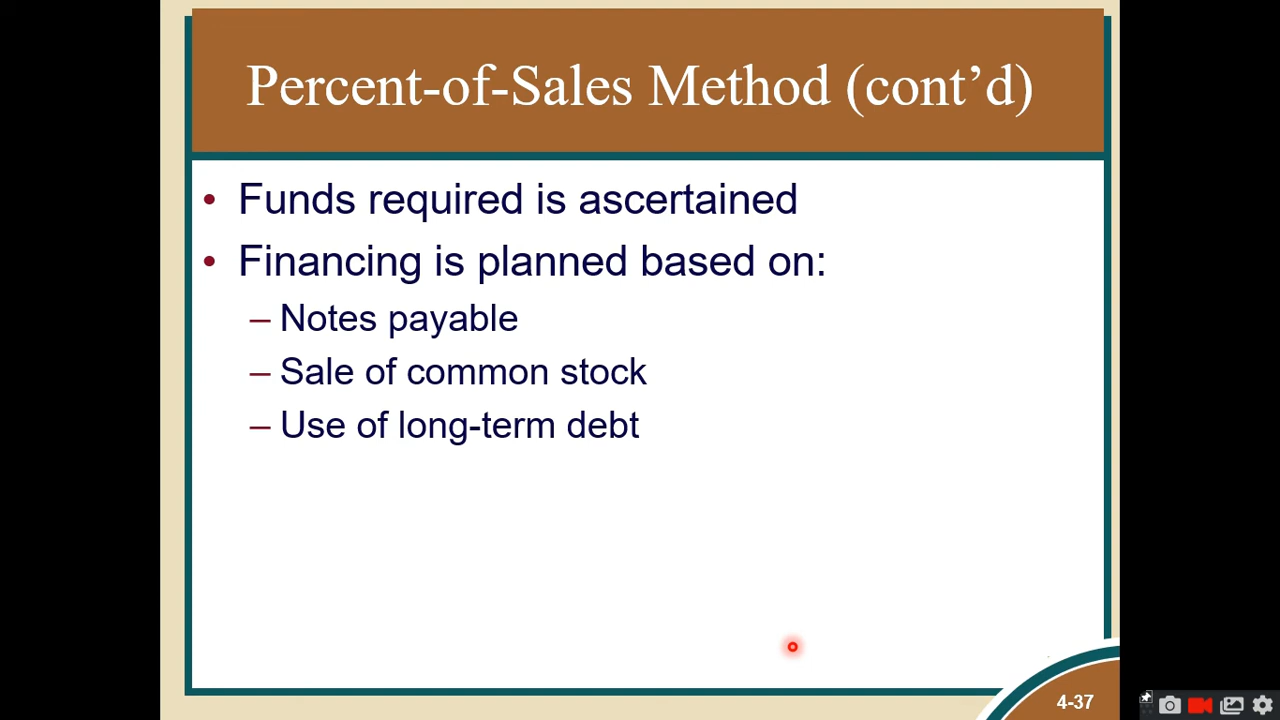 Percent-of-Sales Method (cont’d)
• Funds required is ascertained
• Financing is planned based on:
– Notes payable
– Sale of common stock
– Use of long-term debt
4-37